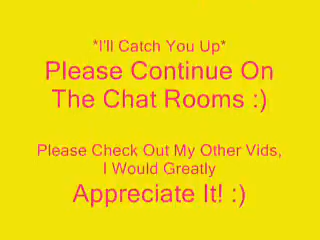 *I'll Catch You Up*
Please Continue On
The Chat Rooms :)
Please Check Out My Other Vids,
I Would Greatly
Appreciate It! :)